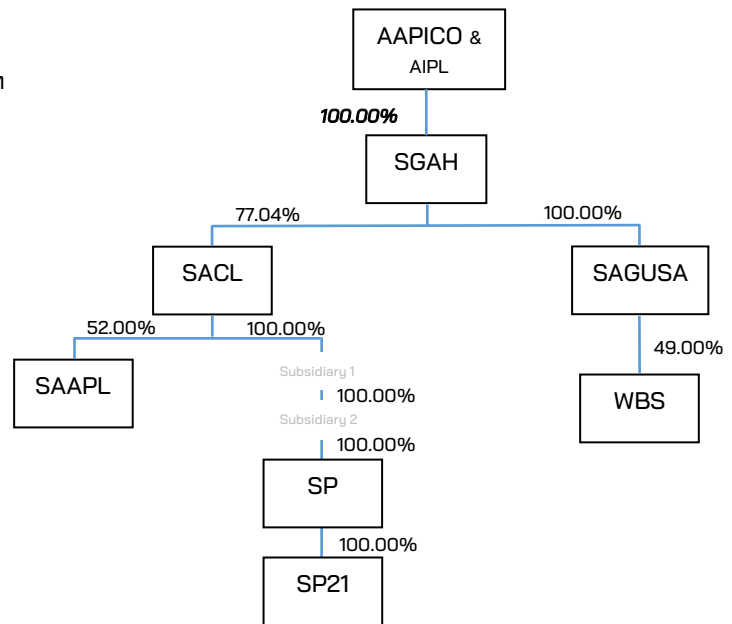 AAPICO &
AIPL
100.00%
SGAH
77.04%
100.00%
SACL
SAGUSA
52.00%
100.00%
49.00%
SAAPL
Subsidiary 1
100.00%
WBS
Subsidiary 2
100.00%
SP
100.00%
SP21